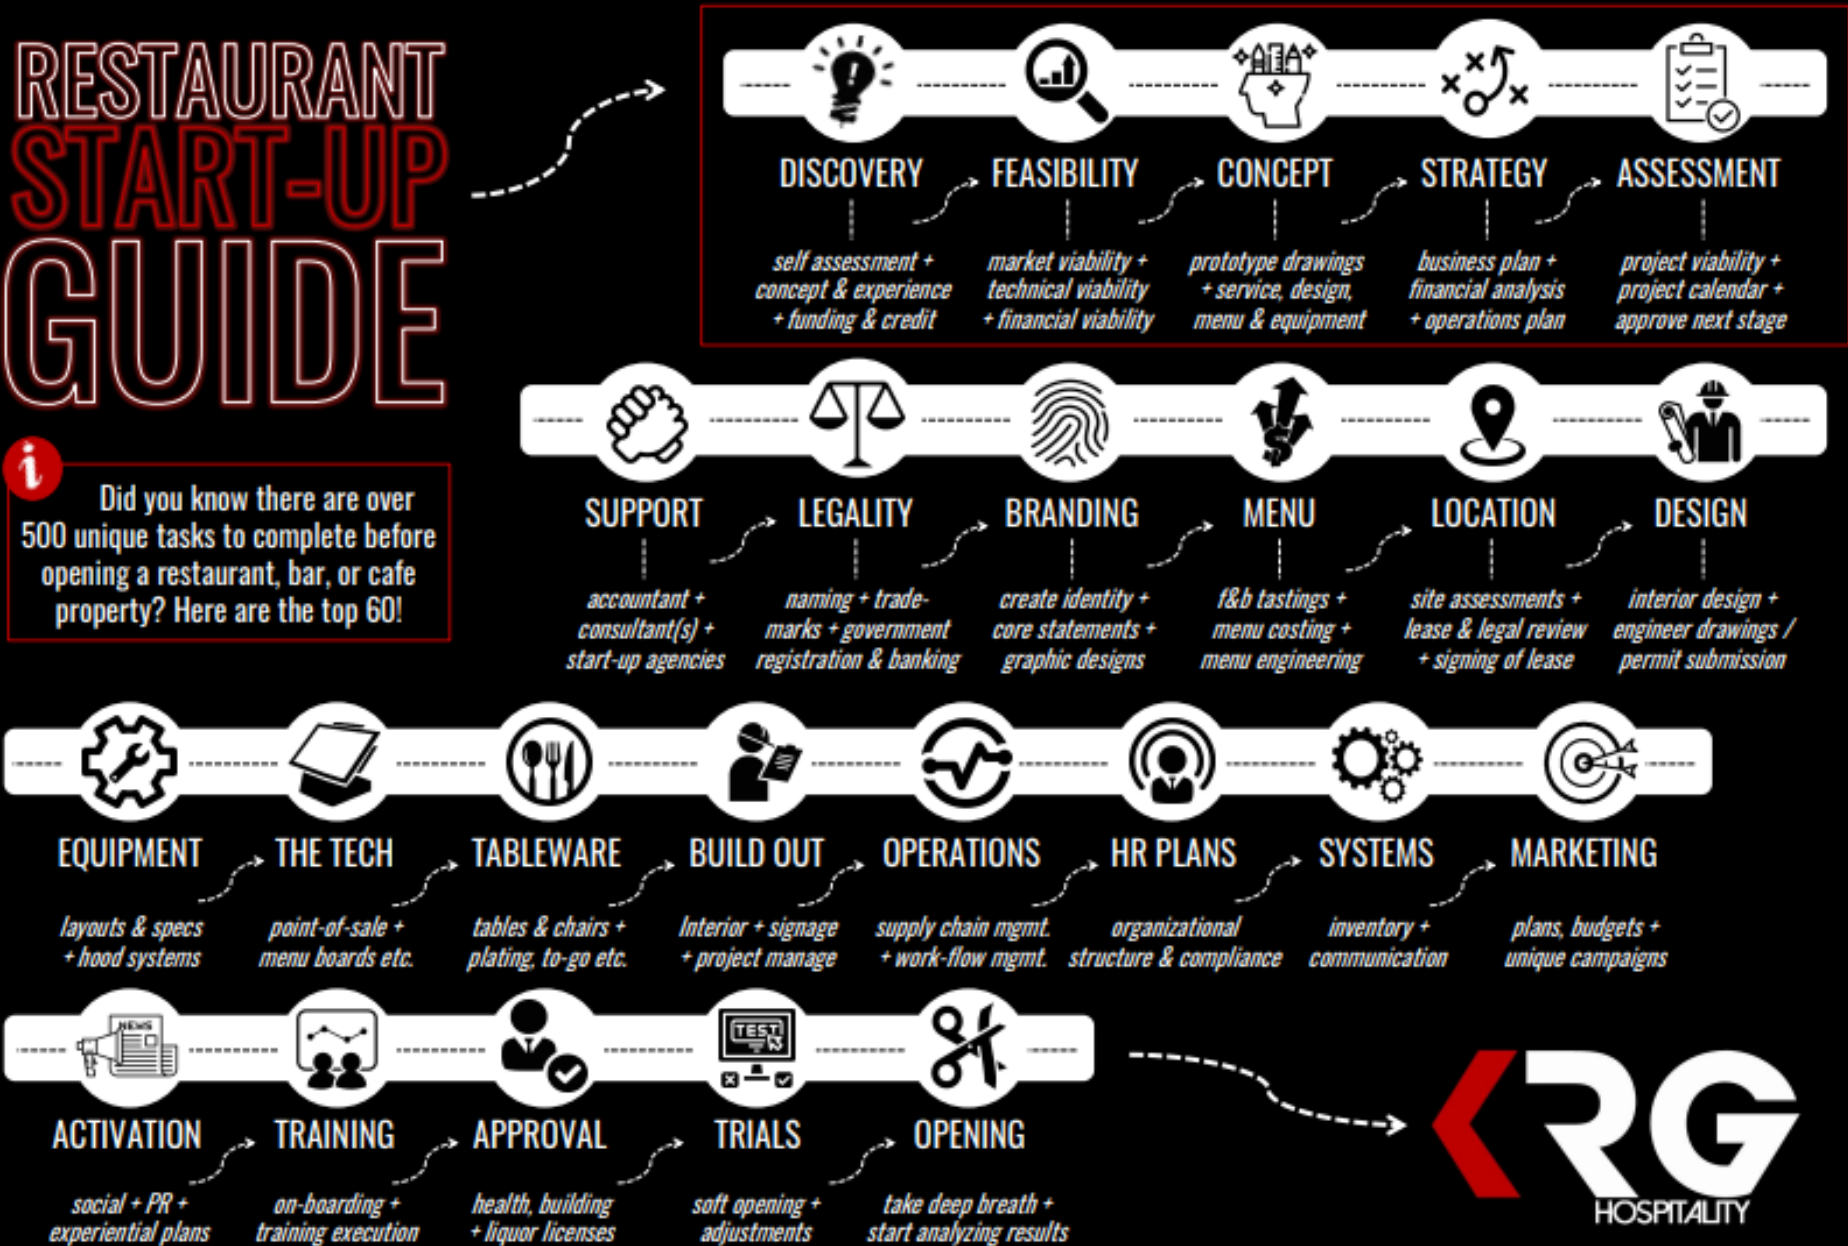 RESTAURANT
START-UP
GUIDE
i
Did you know there are over
500 unique tasks to complete before
opening a restaurant, bar, or cafe
property? Here are the top 60!
DISCOVERY
self assessment +
concept & experience
+ funding & credit
FEASIBILITY
market viability +
technical viability
+ financial viability
CONCEPT
prototype drawings
+ service, design,
menu & equipment
STRATEGY
business plan +
financial analysis
+ operations plan
ASSESSMENT
project viability +
project calendar +
approve next stage
SUPPORT
accountant +
consultant(s) +
start-up agencies
LEGALITY
naming + trade-
marks + government
registration & banking
BRANDING
create identity +
core statements +
graphic designs
$
MENU
f&b tastings +
menu costing +
menu engineering
LOCATION
site assessments +
lease & legal review
+ signing of lease
DESIGN
interior design +
engineer drawings /
permit submission
EQUIPMENT
layouts & specs
+ hood systems
THE TECH
point-of-sale +
menu boards etc.
TABLEWARE
tables & chairs +
plating, to-go etc.
BUILD OUT
Interior + signage
+ project manage
OPERATIONS
supply chain mgmt.
+ work-flow mgmt.
HR PLANS
organizational
structure & compliance
SYSTEMS
inventory +
communication
MARKETING
plans, budgets +
unique campaigns
NEWS
ACTIVATION
social + PR +
experiential plans
TRAINING
on-boarding +
training execution
APPROVAL
health, building
+ liquor licenses
TEST
TRIALS
soft opening +
adjustments
OPENING
take deep breath +
start analyzing results
KRG
HOSPITALITY